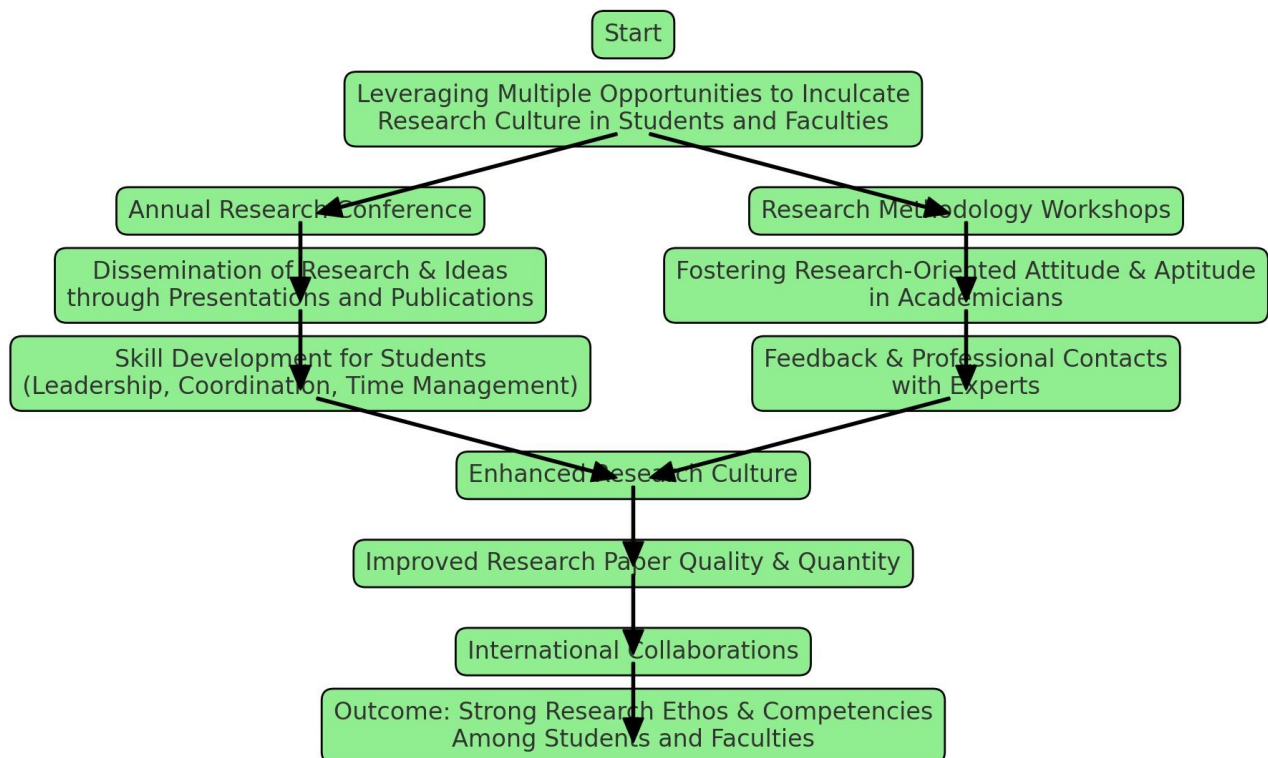 Start
Leveraging Multiple Opportunities to Inculcate
Research Culture in Students and Faculties
Annual Research Conference
Research Methodology Workshops
Dissemination of Research & Ideas
through Presentations and Publications
Fostering Research-Oriented Attitude & Aptitude
in Academicians
Skill Development for Students
(Leadership, Coordination, Time Management)
Feedback & Professional Contacts
with Experts
Enhanced Research Culture
Improved Research Paper Quality & Quantity
International Collaborations
Outcome: Strong Research Ethos & Competencies
Among Students and Faculties